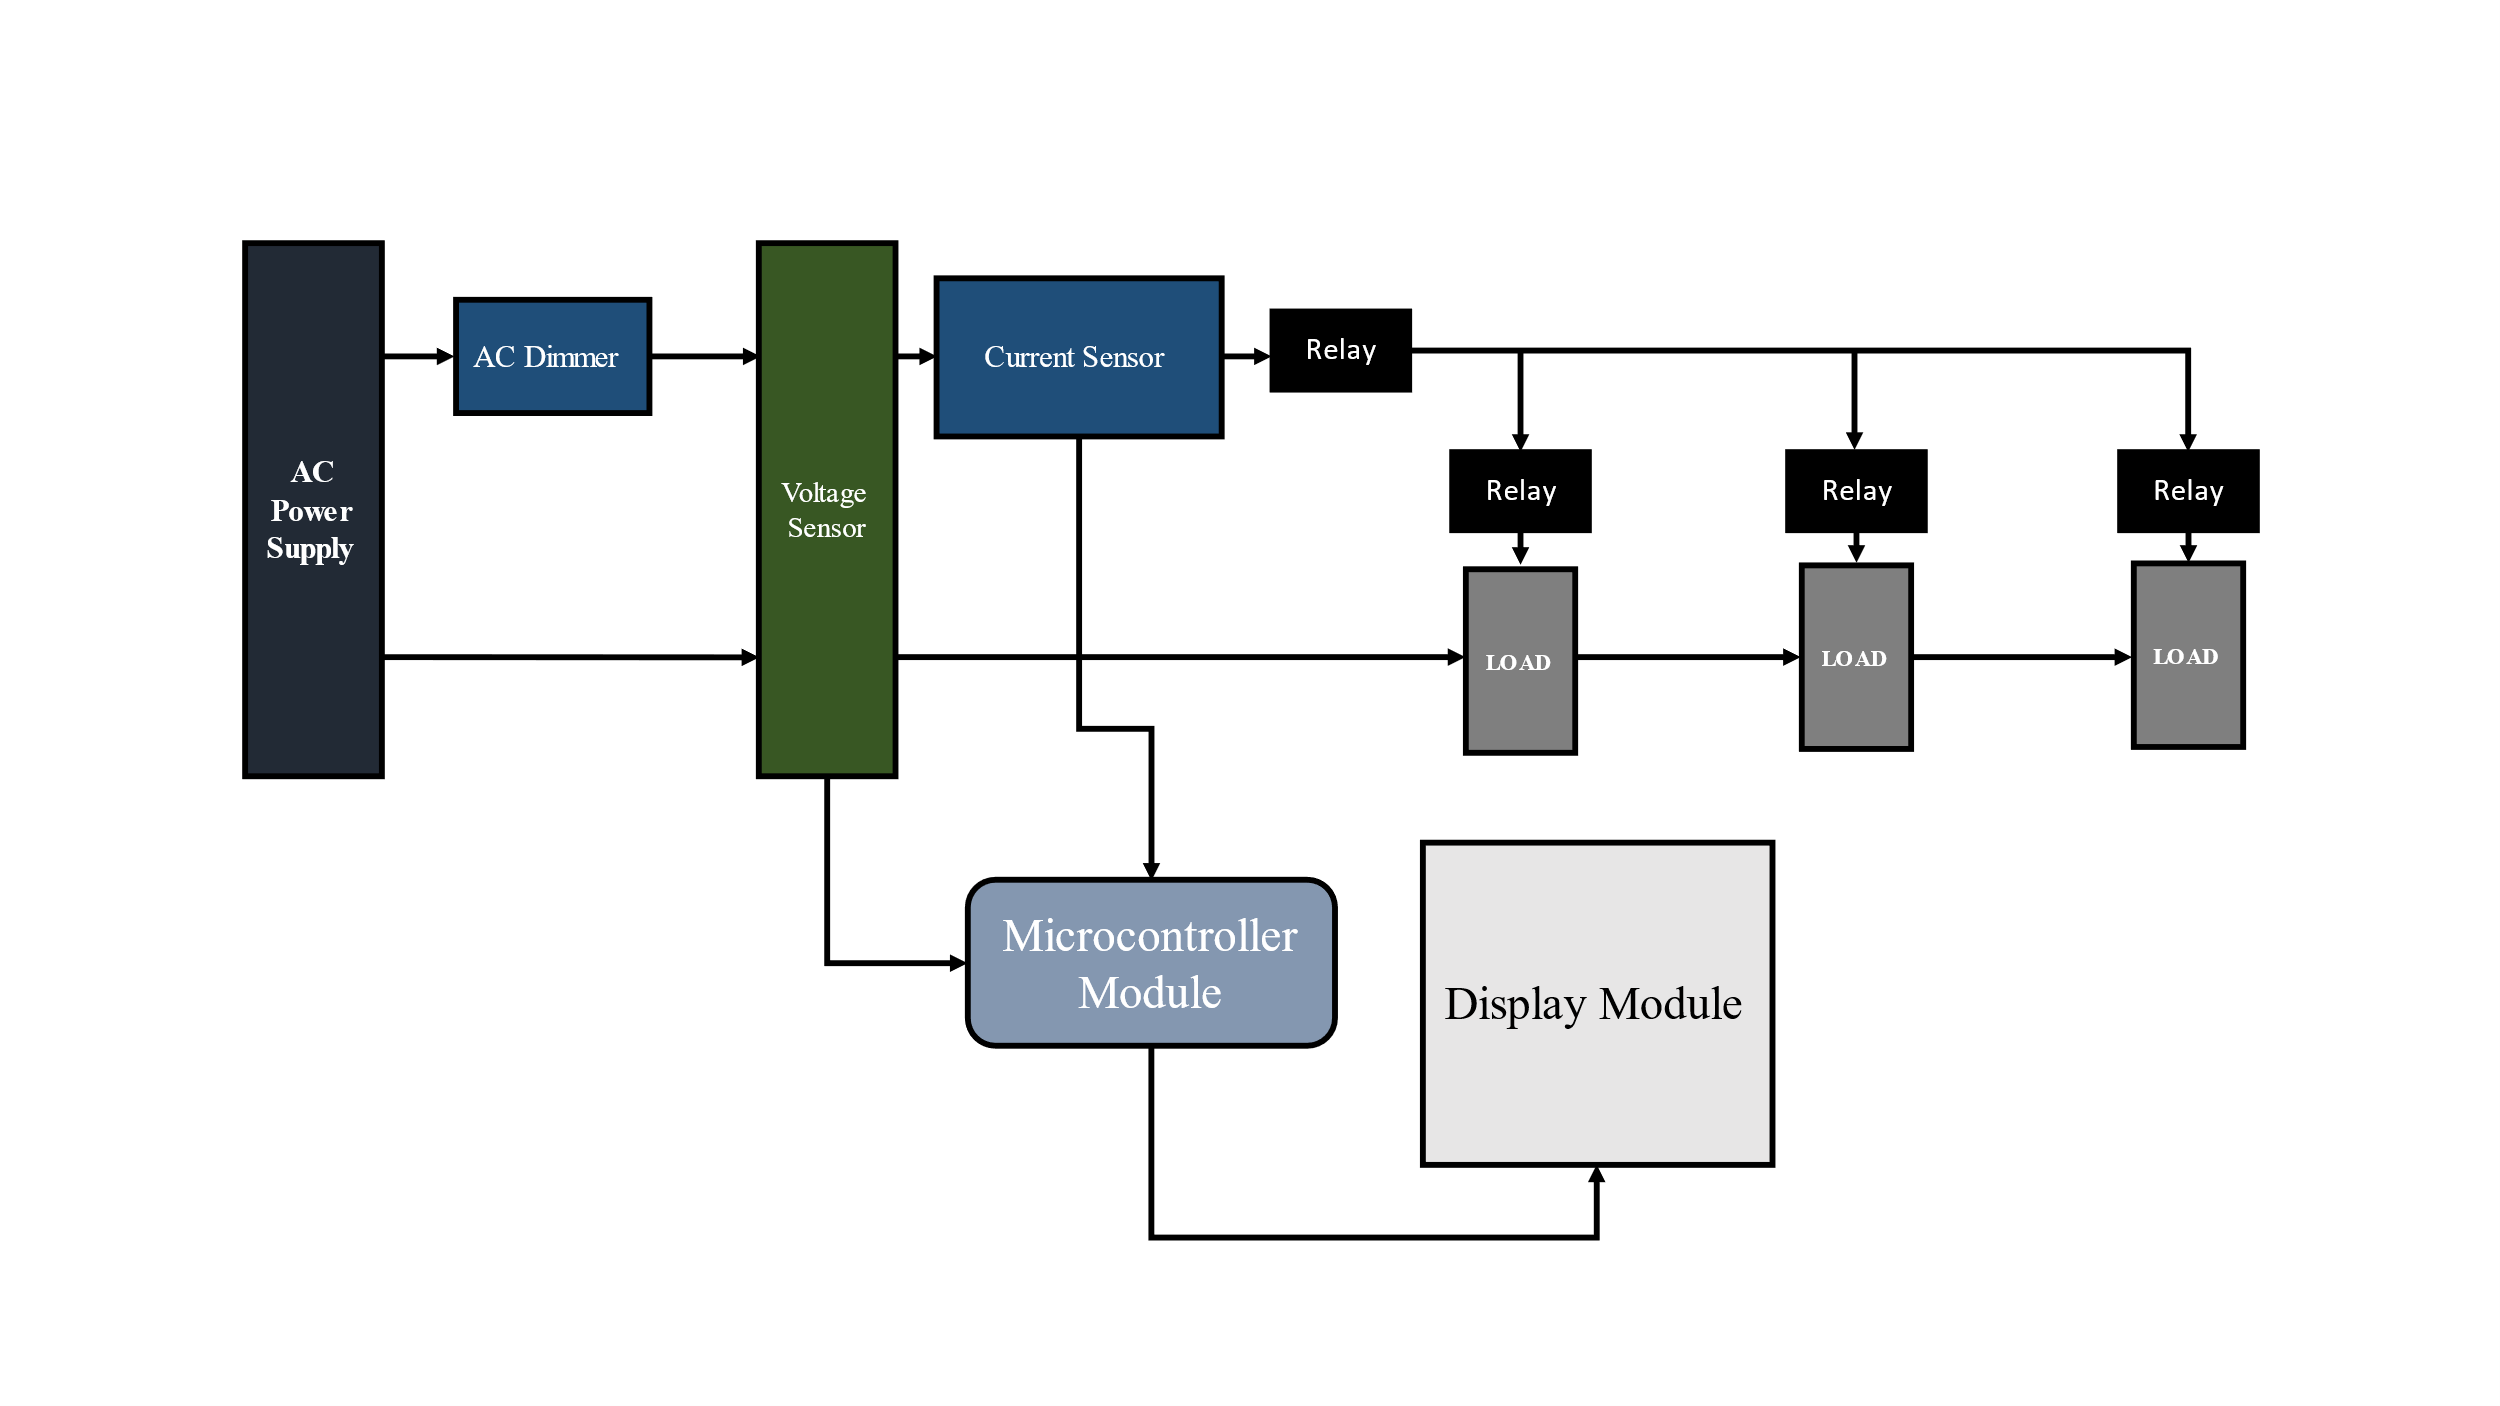 AC
Power
Supply
AC Dimmer
Voltage
Sensor
Current Sensor
Relay
Relay
Relay
Relay
LOAD
LOAD
LOAD
Microcontroller
Module
Display Module